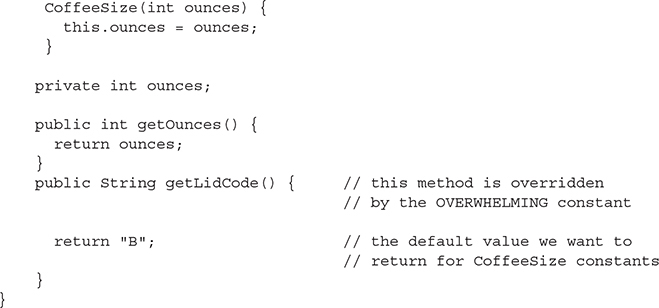 CoffeeSize(int ounces) {
this.ounces = ounces;
}
private int ounces;
public int getOunces() {
return ounces;
}
public String getLidCode() { // this method is overridden
// by the OVERWHELMING constant
return "B"; // the default value we want to
// return for CoffeeSize constants
}
}